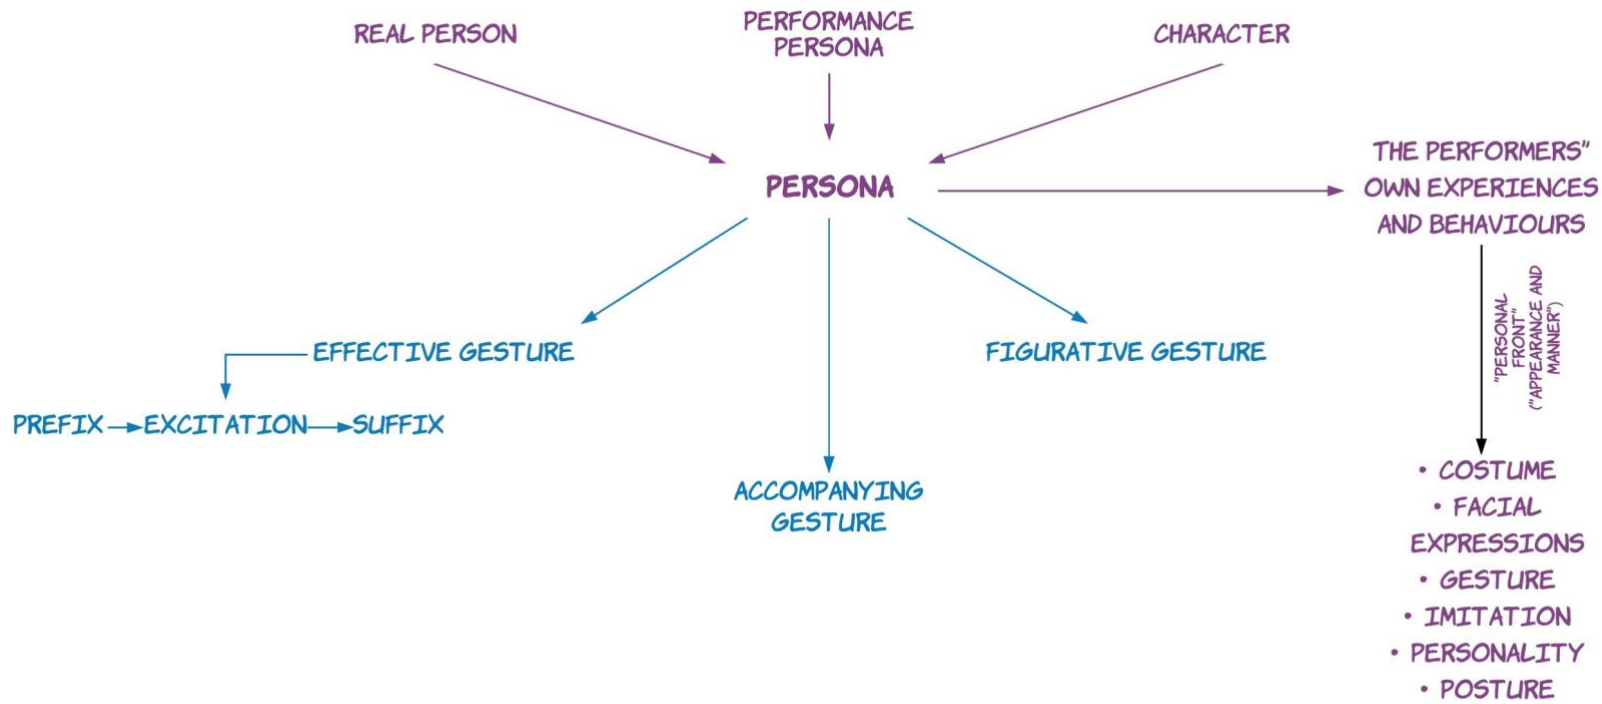 REAL PERSON
PERFORMANCE
PERSONA
CHARACTER
PERSONA
THE PERFORMERS"
OWN EXPERIENCES
AND BEHAVIOURS
"PERSONAL
FRONT"
("APPEARANCE AND
MANNER")
EFFECTIVE GESTURE
FIGURATIVE GESTURE
PREFIX
EXCITATION
SUFFIX
ACCOMPANYING
GESTURE
• COSTUME
• FACIAL
EXPRESSIONS
• GESTURE
• IMITATION
• PERSONALITY
• POSTURE